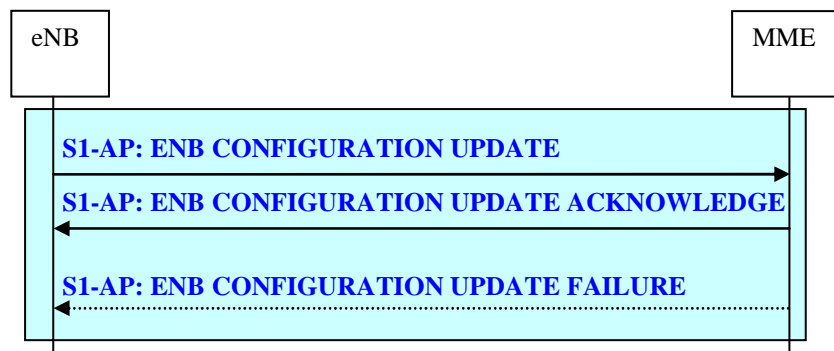 eNB
MME
S1-AP: ENB CONFIGURATION UPDATE
S1-AP: ENB CONFIGURATION UPDATE ACKNOWLEDGE
S1-AP: ENB CONFIGURATION UPDATE FAILURE